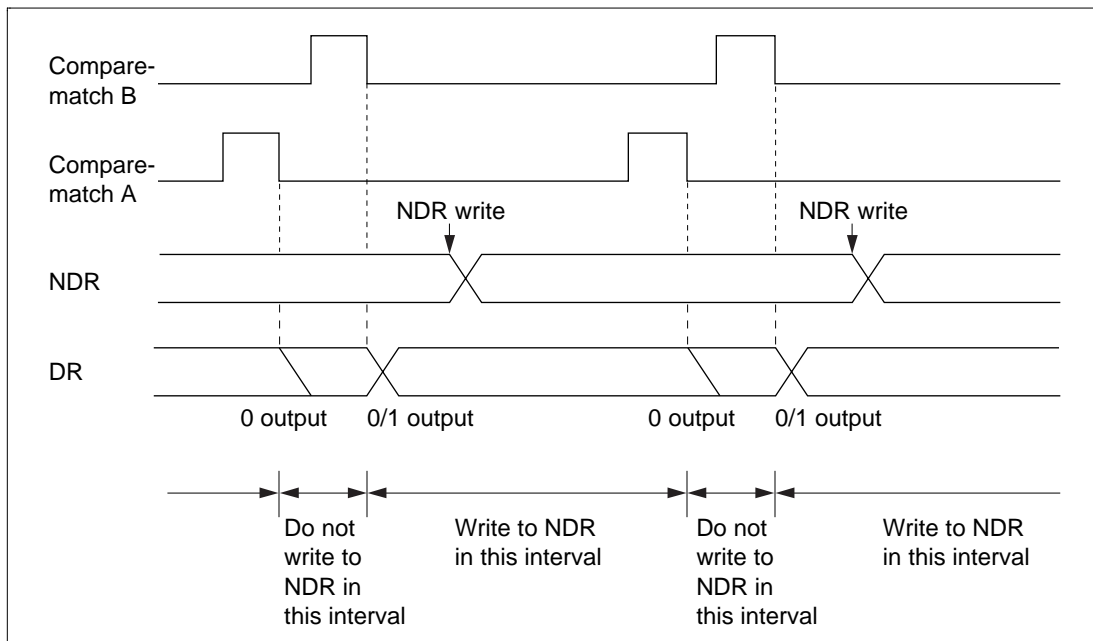 Compare-
match B
Compare-
match A
NDR write
NDR write
NDR
DR
0 output
0/1 output
0 output
0/1 output
Do not
write to
NDR in
this interval
Write to NDR
in this interval
Do not
write to
NDR in
this interval
Write to NDR
in this interval